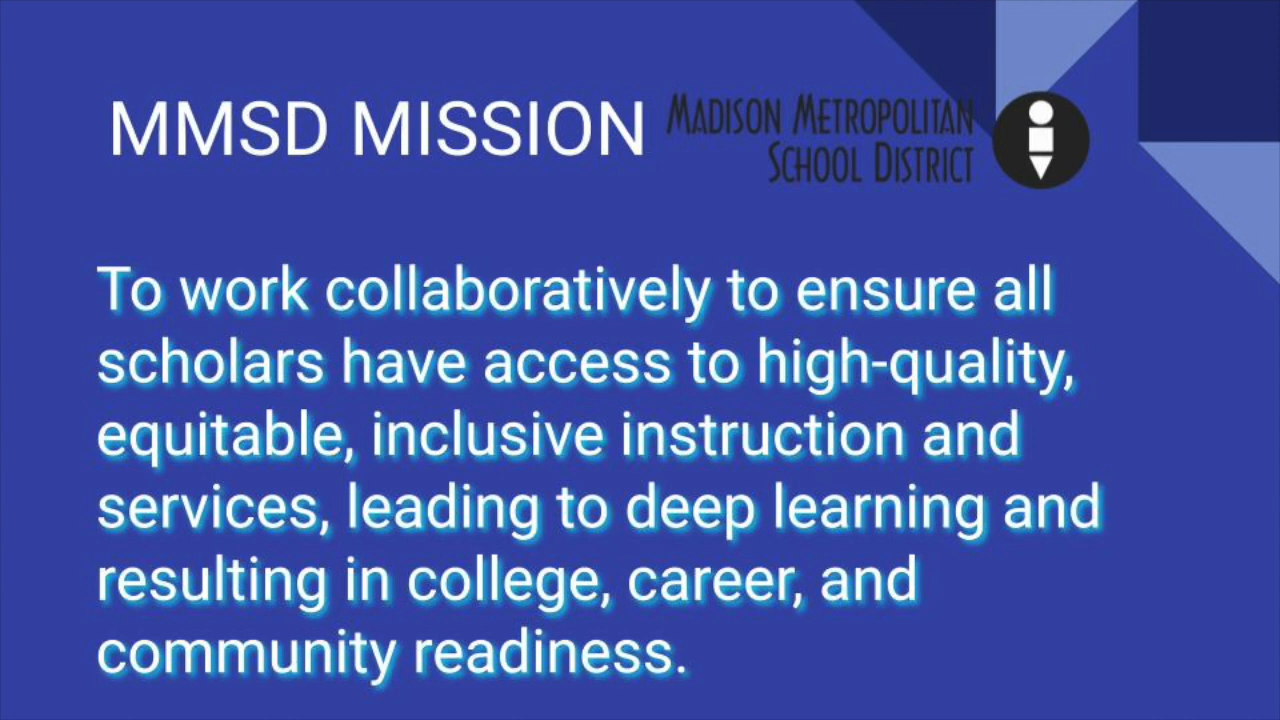 MMSD MISSION
MADISON METROPOLITAN
SCHOOL DISTRICT
To work collaboratively to ensure all
scholars have access to high-quality,
equitable, inclusive instruction and
services, leading to deep learning and
resulting in college, career, and
community readiness.